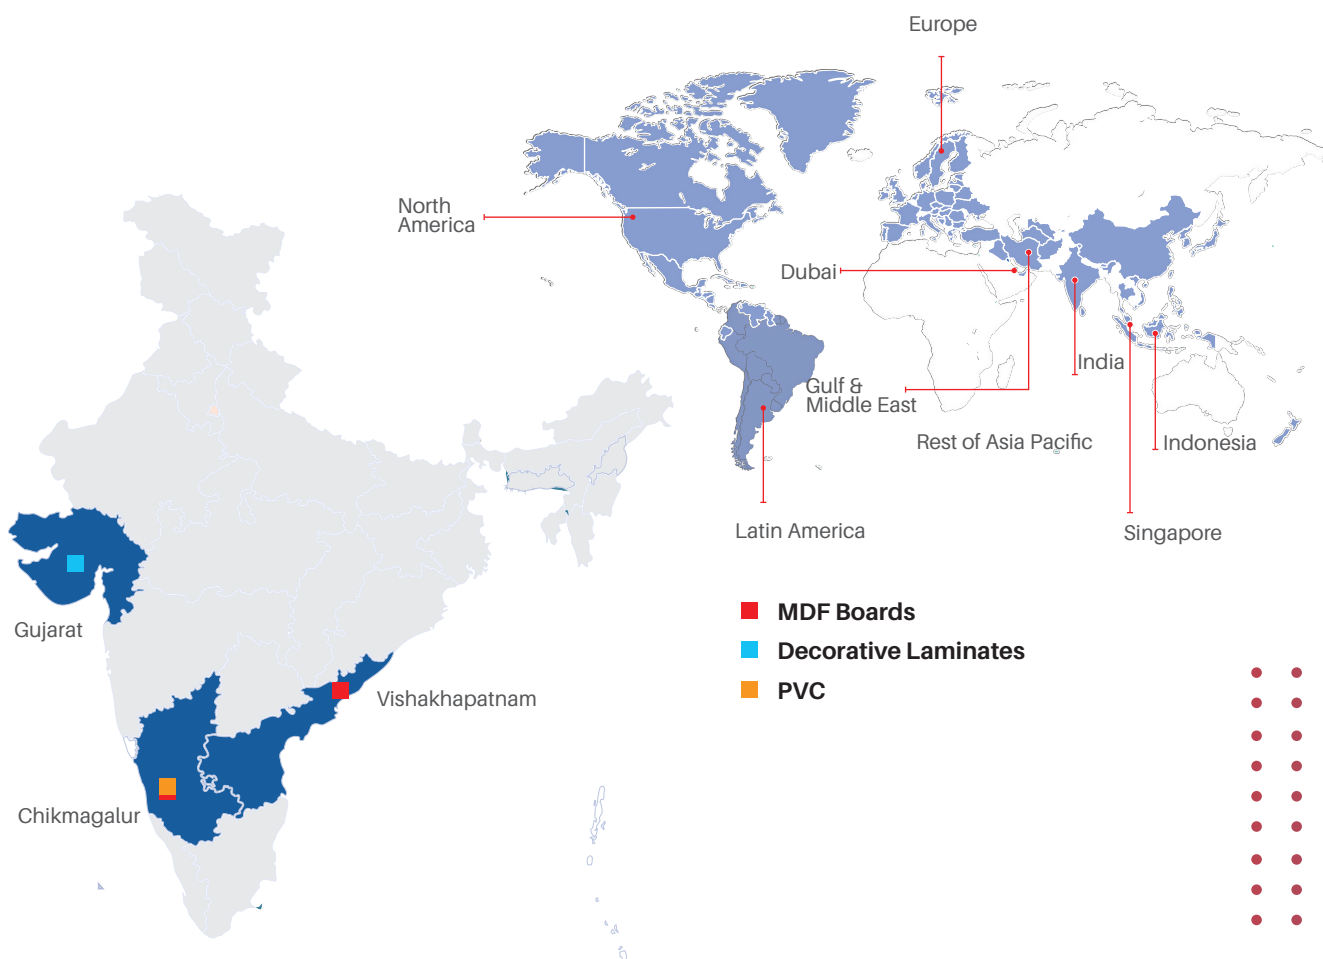 Europe
North
America
Dubai
India
Gulf &
Middle East
Rest of Asia Pacific
Indonesia
Latin America
Singapore
Gujarat
Vishakhapatnam
Chikmagalur
MDF Boards
Decorative Laminates
PVC